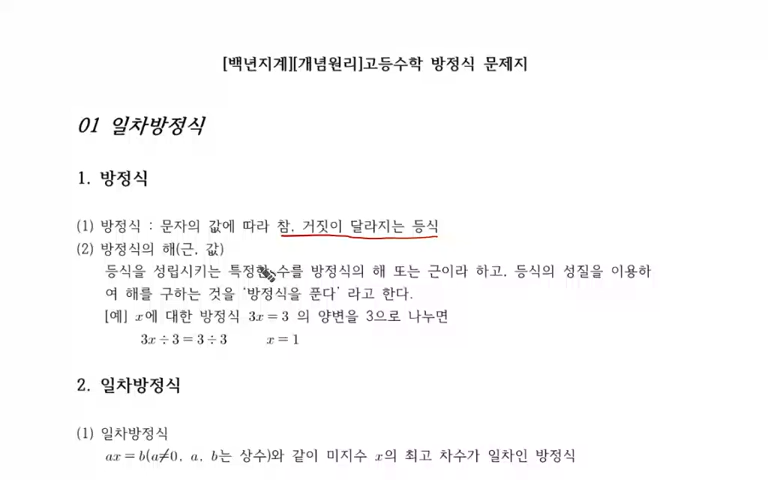 [백년지계][개념원리]고등수학 방정식 문제지
01 일차방정식
1. 방정식
(1) 방정식 : 문자의 값에 따라 참, 거짓이 달라지는 등식
(2) 방정식의 해(근, 값)
등식을 성립시키는 특정한 수를 방정식의 해 또는 근이라 하고, 등식의 성질을 이용하
여 해를 구하는 것을 '방정식을 푼다' 라고 한다.
[예] x에 대한 방정식 3x = 3 의 양변을 3으로 나누면
3x ÷ 3 = 3 ÷ 3 x = 1
2. 일차방정식
(1) 일차방정식
ax = b(a≠0, a, b는 상수)와 같이 미지수 x의 최고 차수가 일차인 방정식